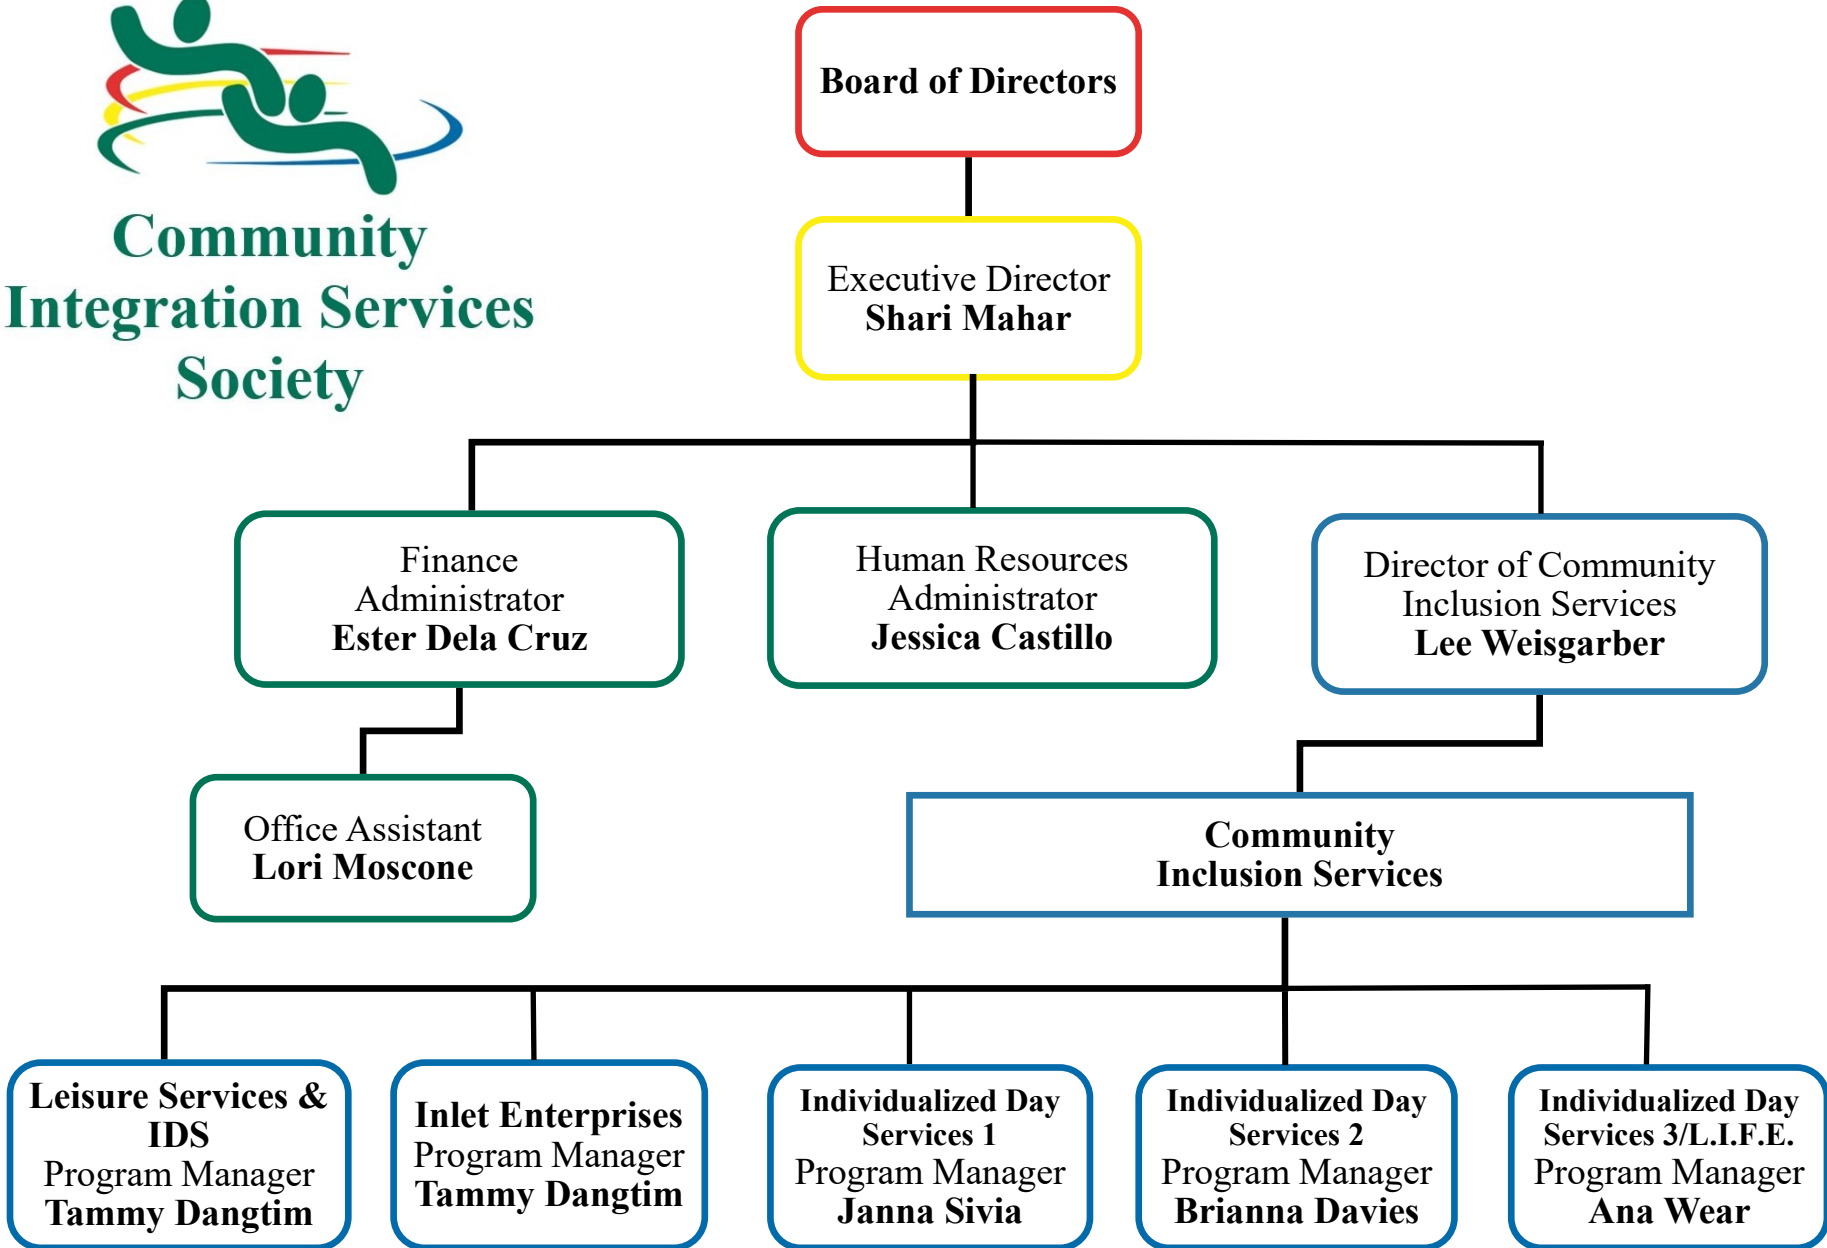 Community
Integration Services
Society
Board of Directors
Executive Director
Shari Mahar
Finance
Administrator
Ester Dela Cruz
Human Resources
Administrator
Jessica Castillo
Director of Community
Inclusion Services
Lee Weisgarber
Office Assistant
Lori Moscone
Community
Inclusion Services
Leisure Services &
IDS
Program Manager
Tammy Dangtim
Inlet Enterprises
Program Manager
Tammy Dangtim
Individualized Day
Services 1
Program Manager
Janna Sivia
Individualized Day
Services 2
Program Manager
Brianna Davies
Individualized Day
Services 3/L.I.F.E.
Program Manager
Ana Wear